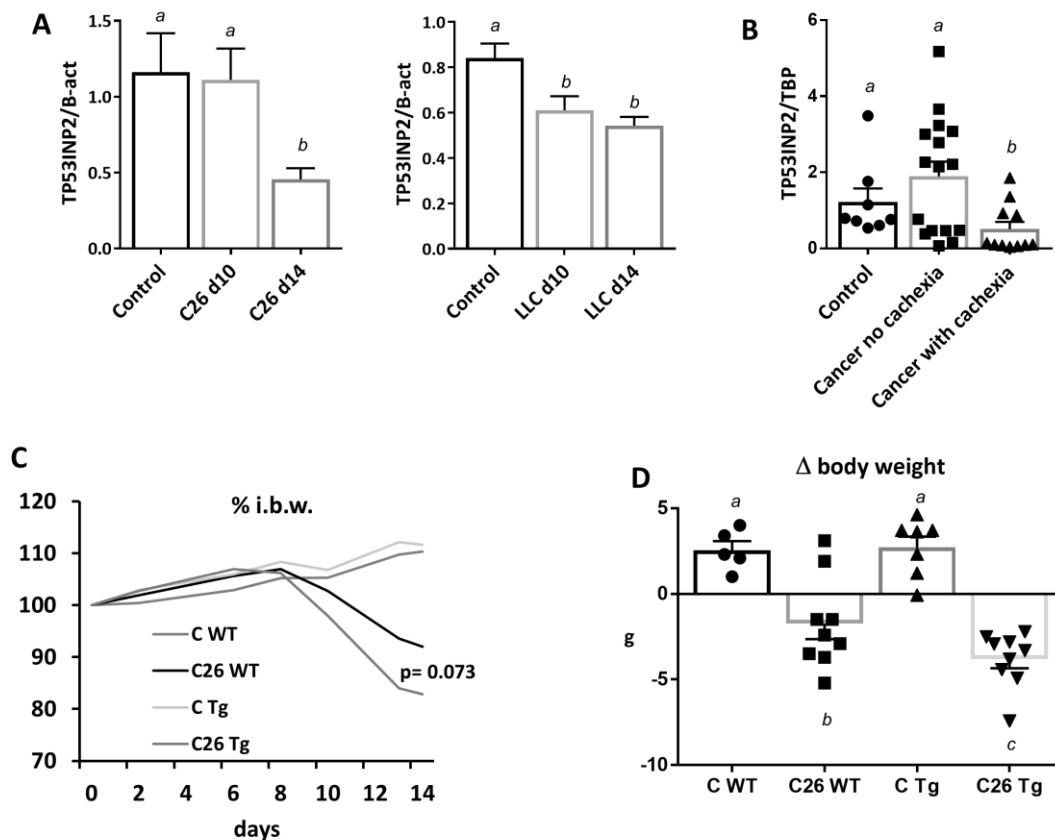 A
TP53INP2/B-act
1.5
1.0
0.5
0.0
a
a
b
Control
C26 d10
C26 d14
TP53INP2/B-act
1.0
0.8
0.6
0.4
0.2
0.0
a
b
b
Control
LLC d10
LLC d14
B
TP53INP2/TBP
6
4
2
0
a
a
b
Control
Cancer no cachexia
Cancer with cachexia
C
% i.b.w.
120
110
100
90
80
70
C WT
C26 WT
C Tg
C26 Tg
p= 0.073
0 2 4 6 8 10 12 14
days
D
Δ body weight
g
5
0
-5
-10
a
b
a
c
C WT C26 WT C Tg C26 Tg